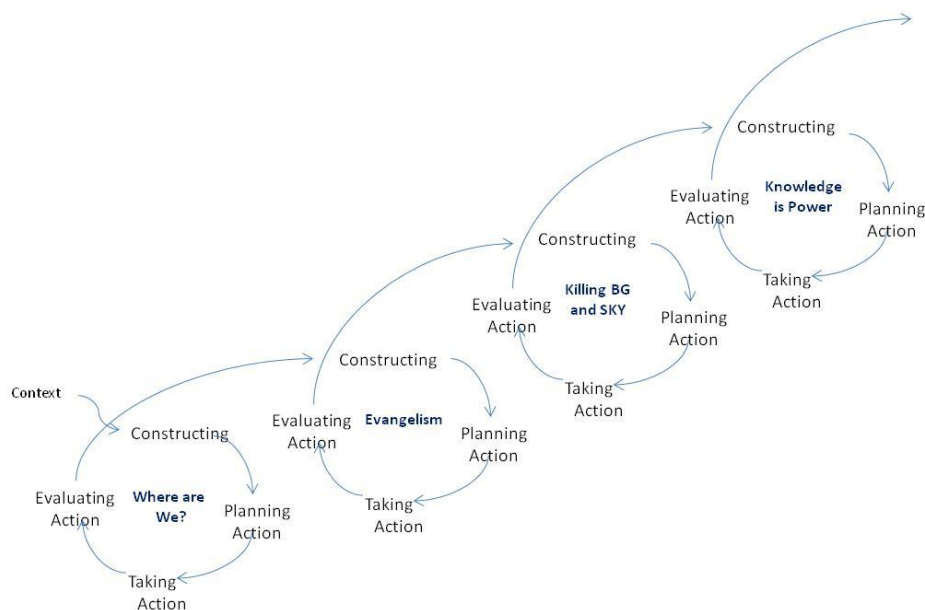 Context
Constructing
Planning
Action
Taking
Action
Evaluating
Action
Where are
We?
Constructing
Planning
Action
Taking
Action
Evaluating
Action
Evangelism
Constructing
Planning
Action
Taking
Action
Evaluating
Action
Killing BG
and SKY
Constructing
Planning
Action
Taking
Action
Evaluating
Action
Knowledge
is Power